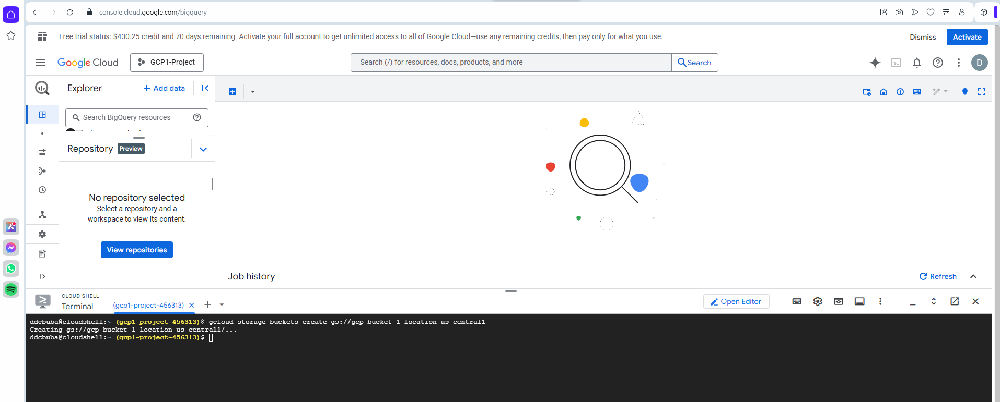 console.cloud.google.com/bigquery
Free trial status: $430.25 credit and 70 days remaining. Activate your full account to get unlimited access to all of Google Cloud—use any remaining credits, then pay only for what you use.
Dismiss
Activate
Google Cloud
GCP1-Project
Search (/) for resources, docs, products, and more
Search
D
Explorer
+ Add data
Search BigQuery resources
Repository
Preview
No repository selected
Select a repository and a
workspace to view its content.
View repositories
Job history
Refresh
CLOUD SHELL
Terminal
(gcp1-project-456313)
Open Editor
ddcbuba@cloudshell:~ (gcp1-project-456313)$ gcloud storage buckets create gs://gcp-bucket-1-location-us-central1
Creating gs://gcp-bucket-1-location-us-central1/...
ddcbuba@cloudshell:~ (gcp1-project-456313)$